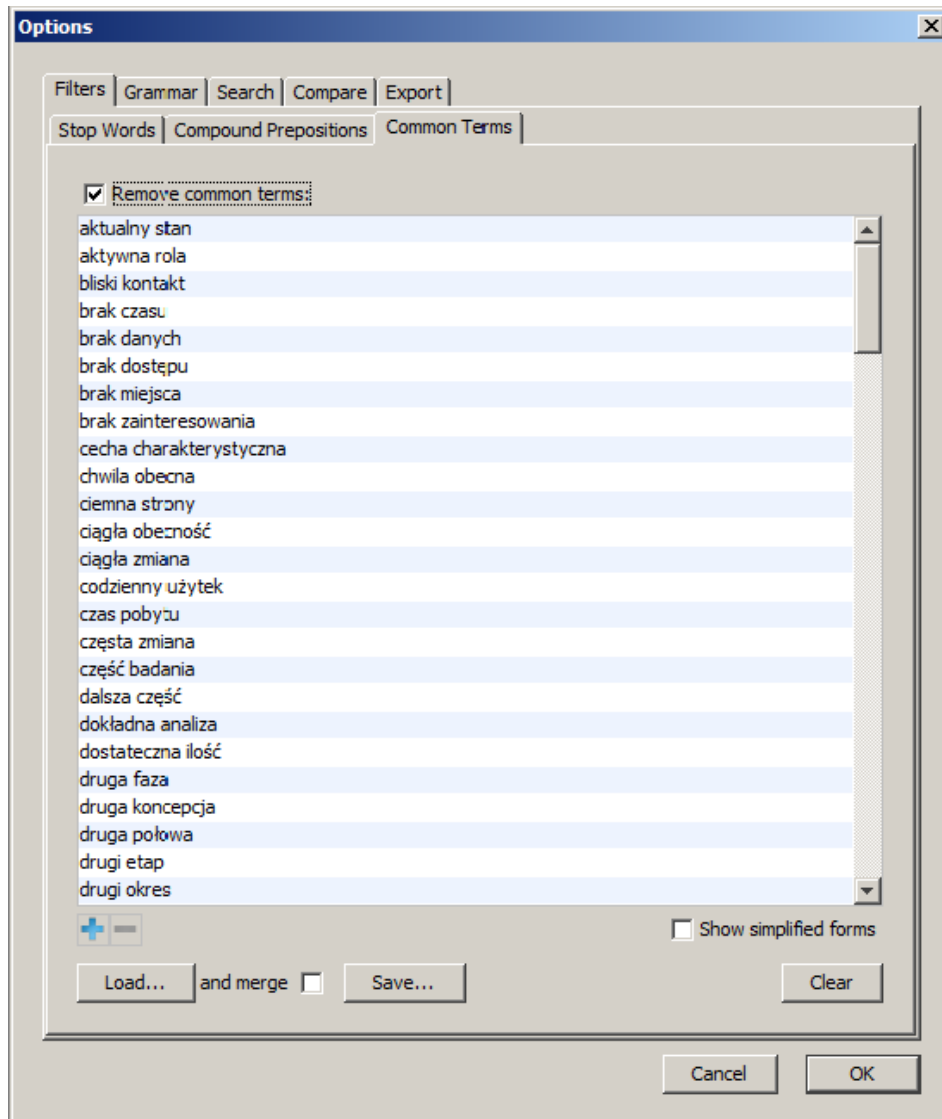 Options
Filters Grammar Search Compare Export
Stop Words Compound Prepositions Common Terms
Remove common terms:
aktualny stan
aktywna rola
bliski kontakt
brak czasu
brak danych
brak dostępu
brak miejsca
brak zainteresowania
cecha charakterystyczna
chwila obecna
ciemna strony
ciągła obecność
ciągła zmiana
codzienny użytek
czas pobytu
częsta zmiana
część badania
dalsza część
dokładna analiza
dostateczna ilość
druga faza
druga koncepcja
druga połowa
drugi etap
drugi okres
Show simplified forms
Load... and merge Save... Clear
Cancel OK